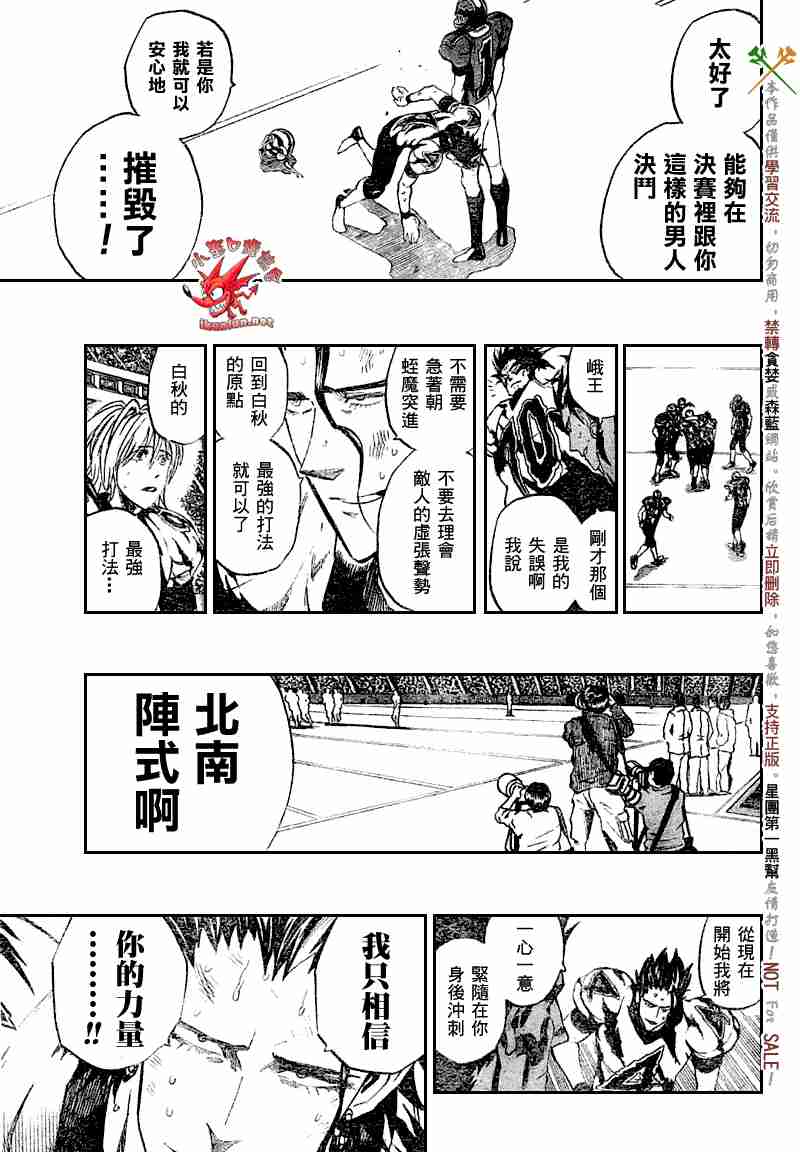 太好了
能夠在
決賽裡跟你
這樣的男人
決鬥
若是你
我就可以
安心地
摧毀了
……!
ikenlan.net
峨王
剛才那個
是我的
失誤啊
我說
不需要
急著朝
蛭魔突進
不要去理會
敵人的虛張聲勢
回到白秋
的原點
最強的打法
就可以了
白秋的
最強
打法…
北南
陣式啊
從現在
開始我將
一心一意
緊隨在你
身後沖刺
我只相信
你的力量
……!!
本作品僅供學習交流，切勿商用，禁轉貪婪威森藍網站。欣賞后請立即刪除，如您喜歡，支持正版。星團第一黑幫友情打造—NOT For SALE—